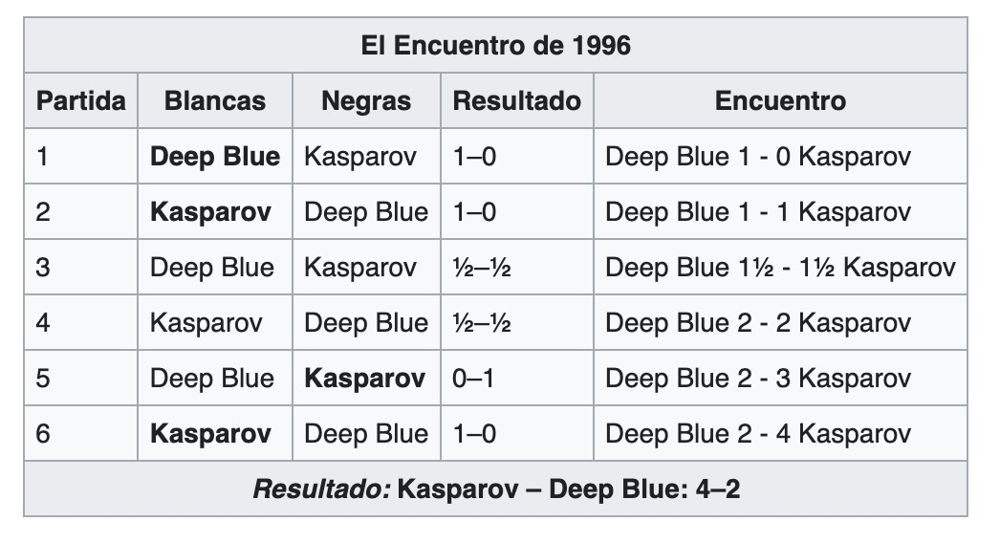 El Encuentro de 1996
Partida Blancas Negras Resultado Encuentro
1 Deep Blue Kasparov 1–0 Deep Blue 1 - 0 Kasparov
2 Kasparov Deep Blue 1–0 Deep Blue 1 - 1 Kasparov
3 Deep Blue Kasparov ½–½ Deep Blue 1½ - 1½ Kasparov
4 Kasparov Deep Blue ½–½ Deep Blue 2 - 2 Kasparov
5 Deep Blue Kasparov 0–1 Deep Blue 2 - 3 Kasparov
6 Kasparov Deep Blue 1–0 Deep Blue 2 - 4 Kasparov
Resultado: Kasparov – Deep Blue: 4–2